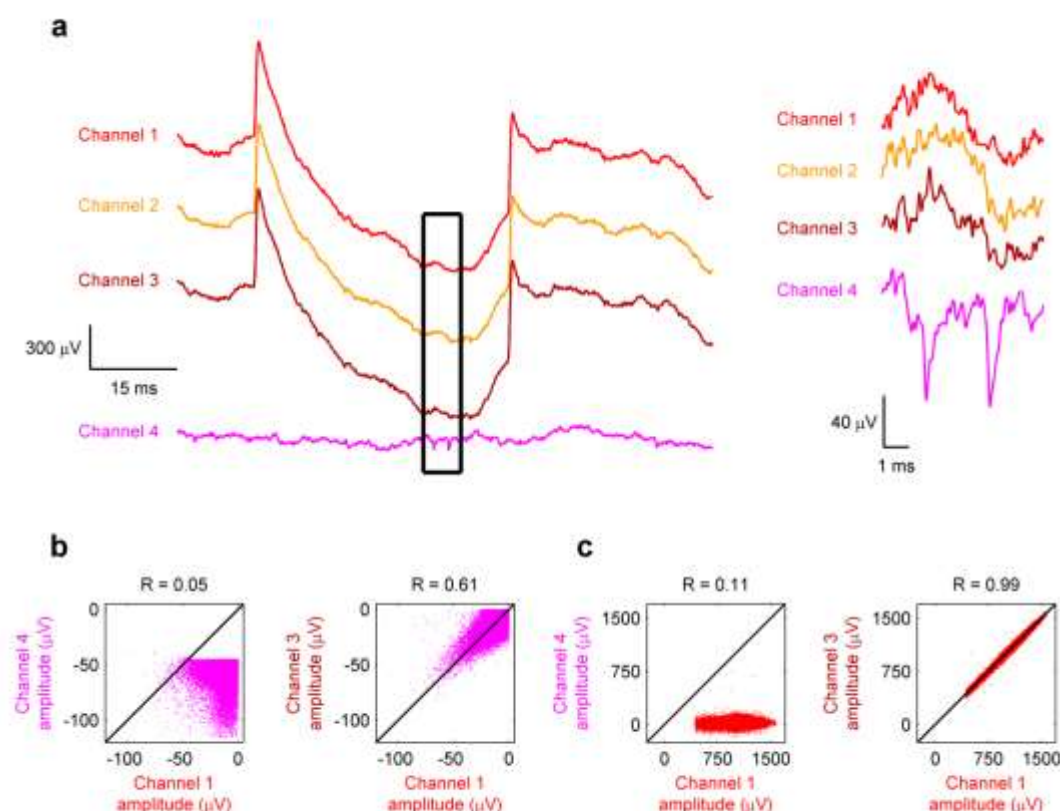 a
Channel 1
Channel 2
Channel 3
300 µV
15 ms
Channel 4
Channel 1
Channel 2
Channel 3
Channel 4
40 µV
1 ms
b
R = 0.05
Channel 4
amplitude (µV)
0
-50
-100
-100
-50
0
Channel 1
amplitude (µV)
R = 0.61
Channel 3
amplitude (µV)
0
-50
-100
-100
-50
0
Channel 1
amplitude (µV)
c
R = 0.11
Channel 4
amplitude (µV)
1500
750
0
0
750
1500
Channel 1
amplitude (µV)
R = 0.99
Channel 3
amplitude (µV)
1500
750
0
0
750
1500
Channel 1
amplitude (µV)